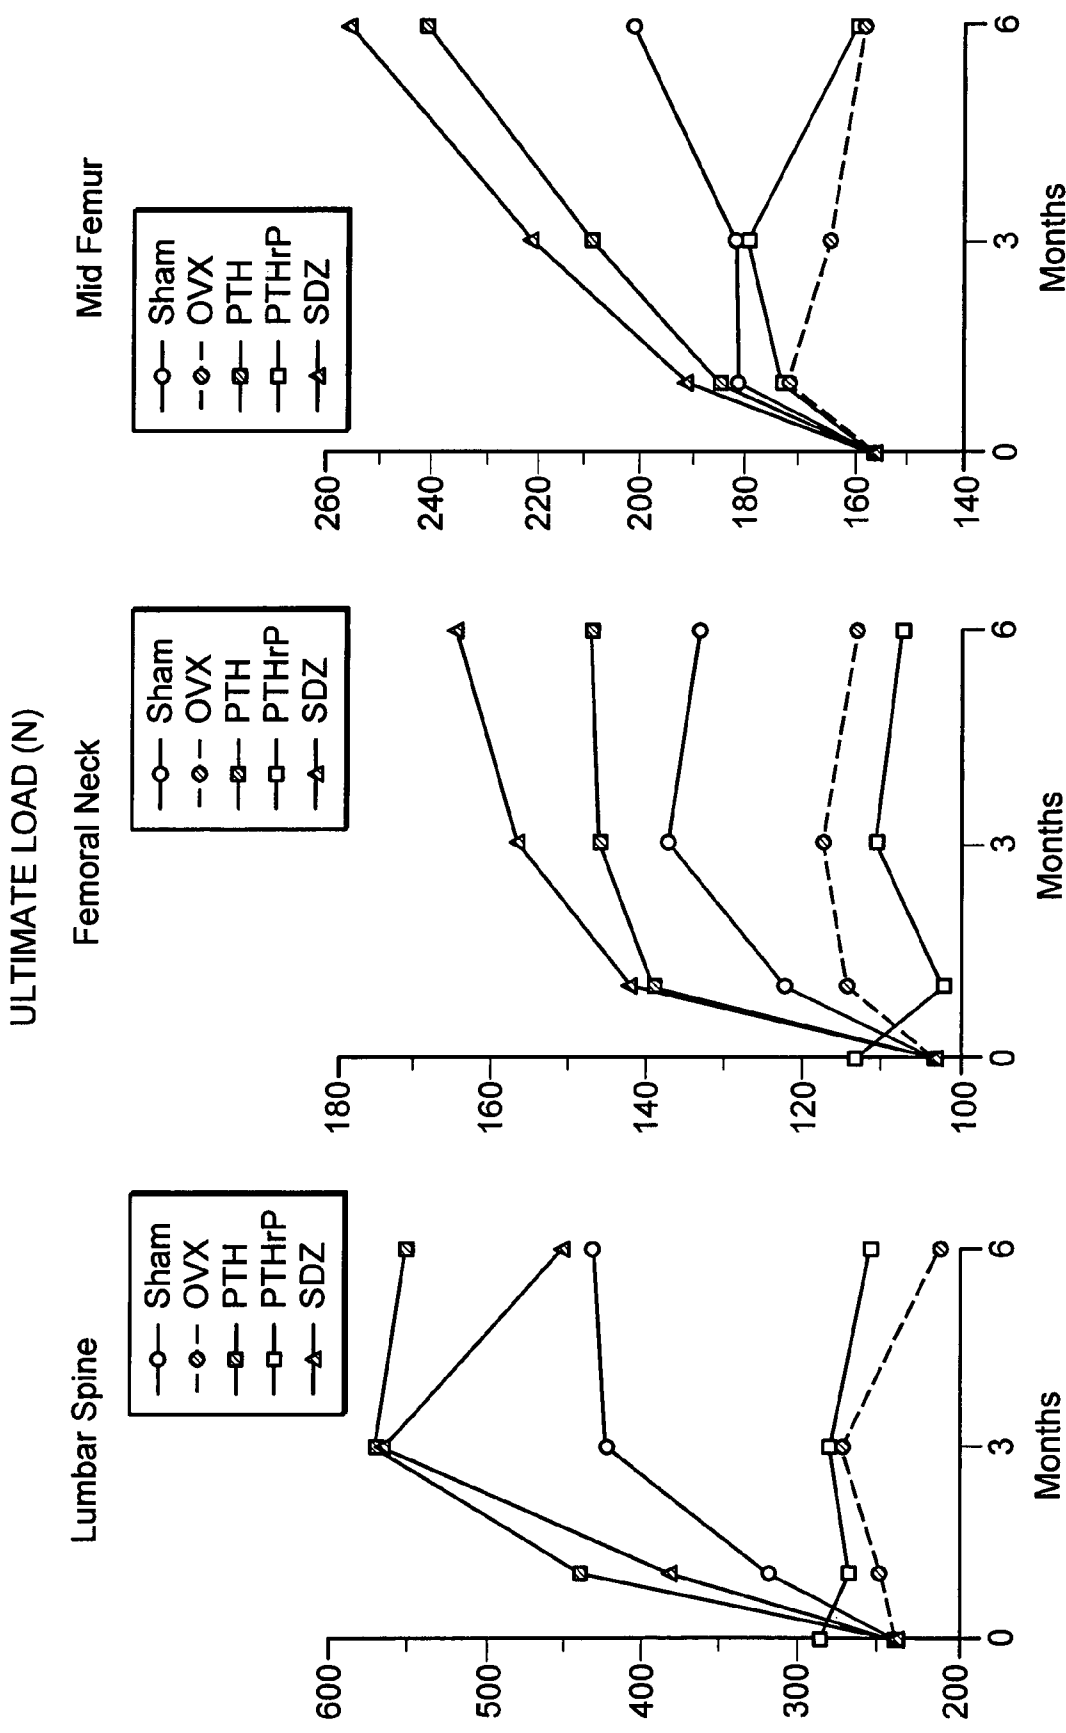 ULTIMATE LOAD (N)
Lumbar Spine
Sham
OVX
PTH
PTHrP
SDZ
600
500
400
300
200
0
3
6
Months
Femoral Neck
Sham
OVX
PTH
PTHrP
SDZ
180
160
140
120
100
0
3
6
Months
Mid Femur
Sham
OVX
PTH
PTHrP
SDZ
260
240
220
200
180
160
140
0
3
6
Months